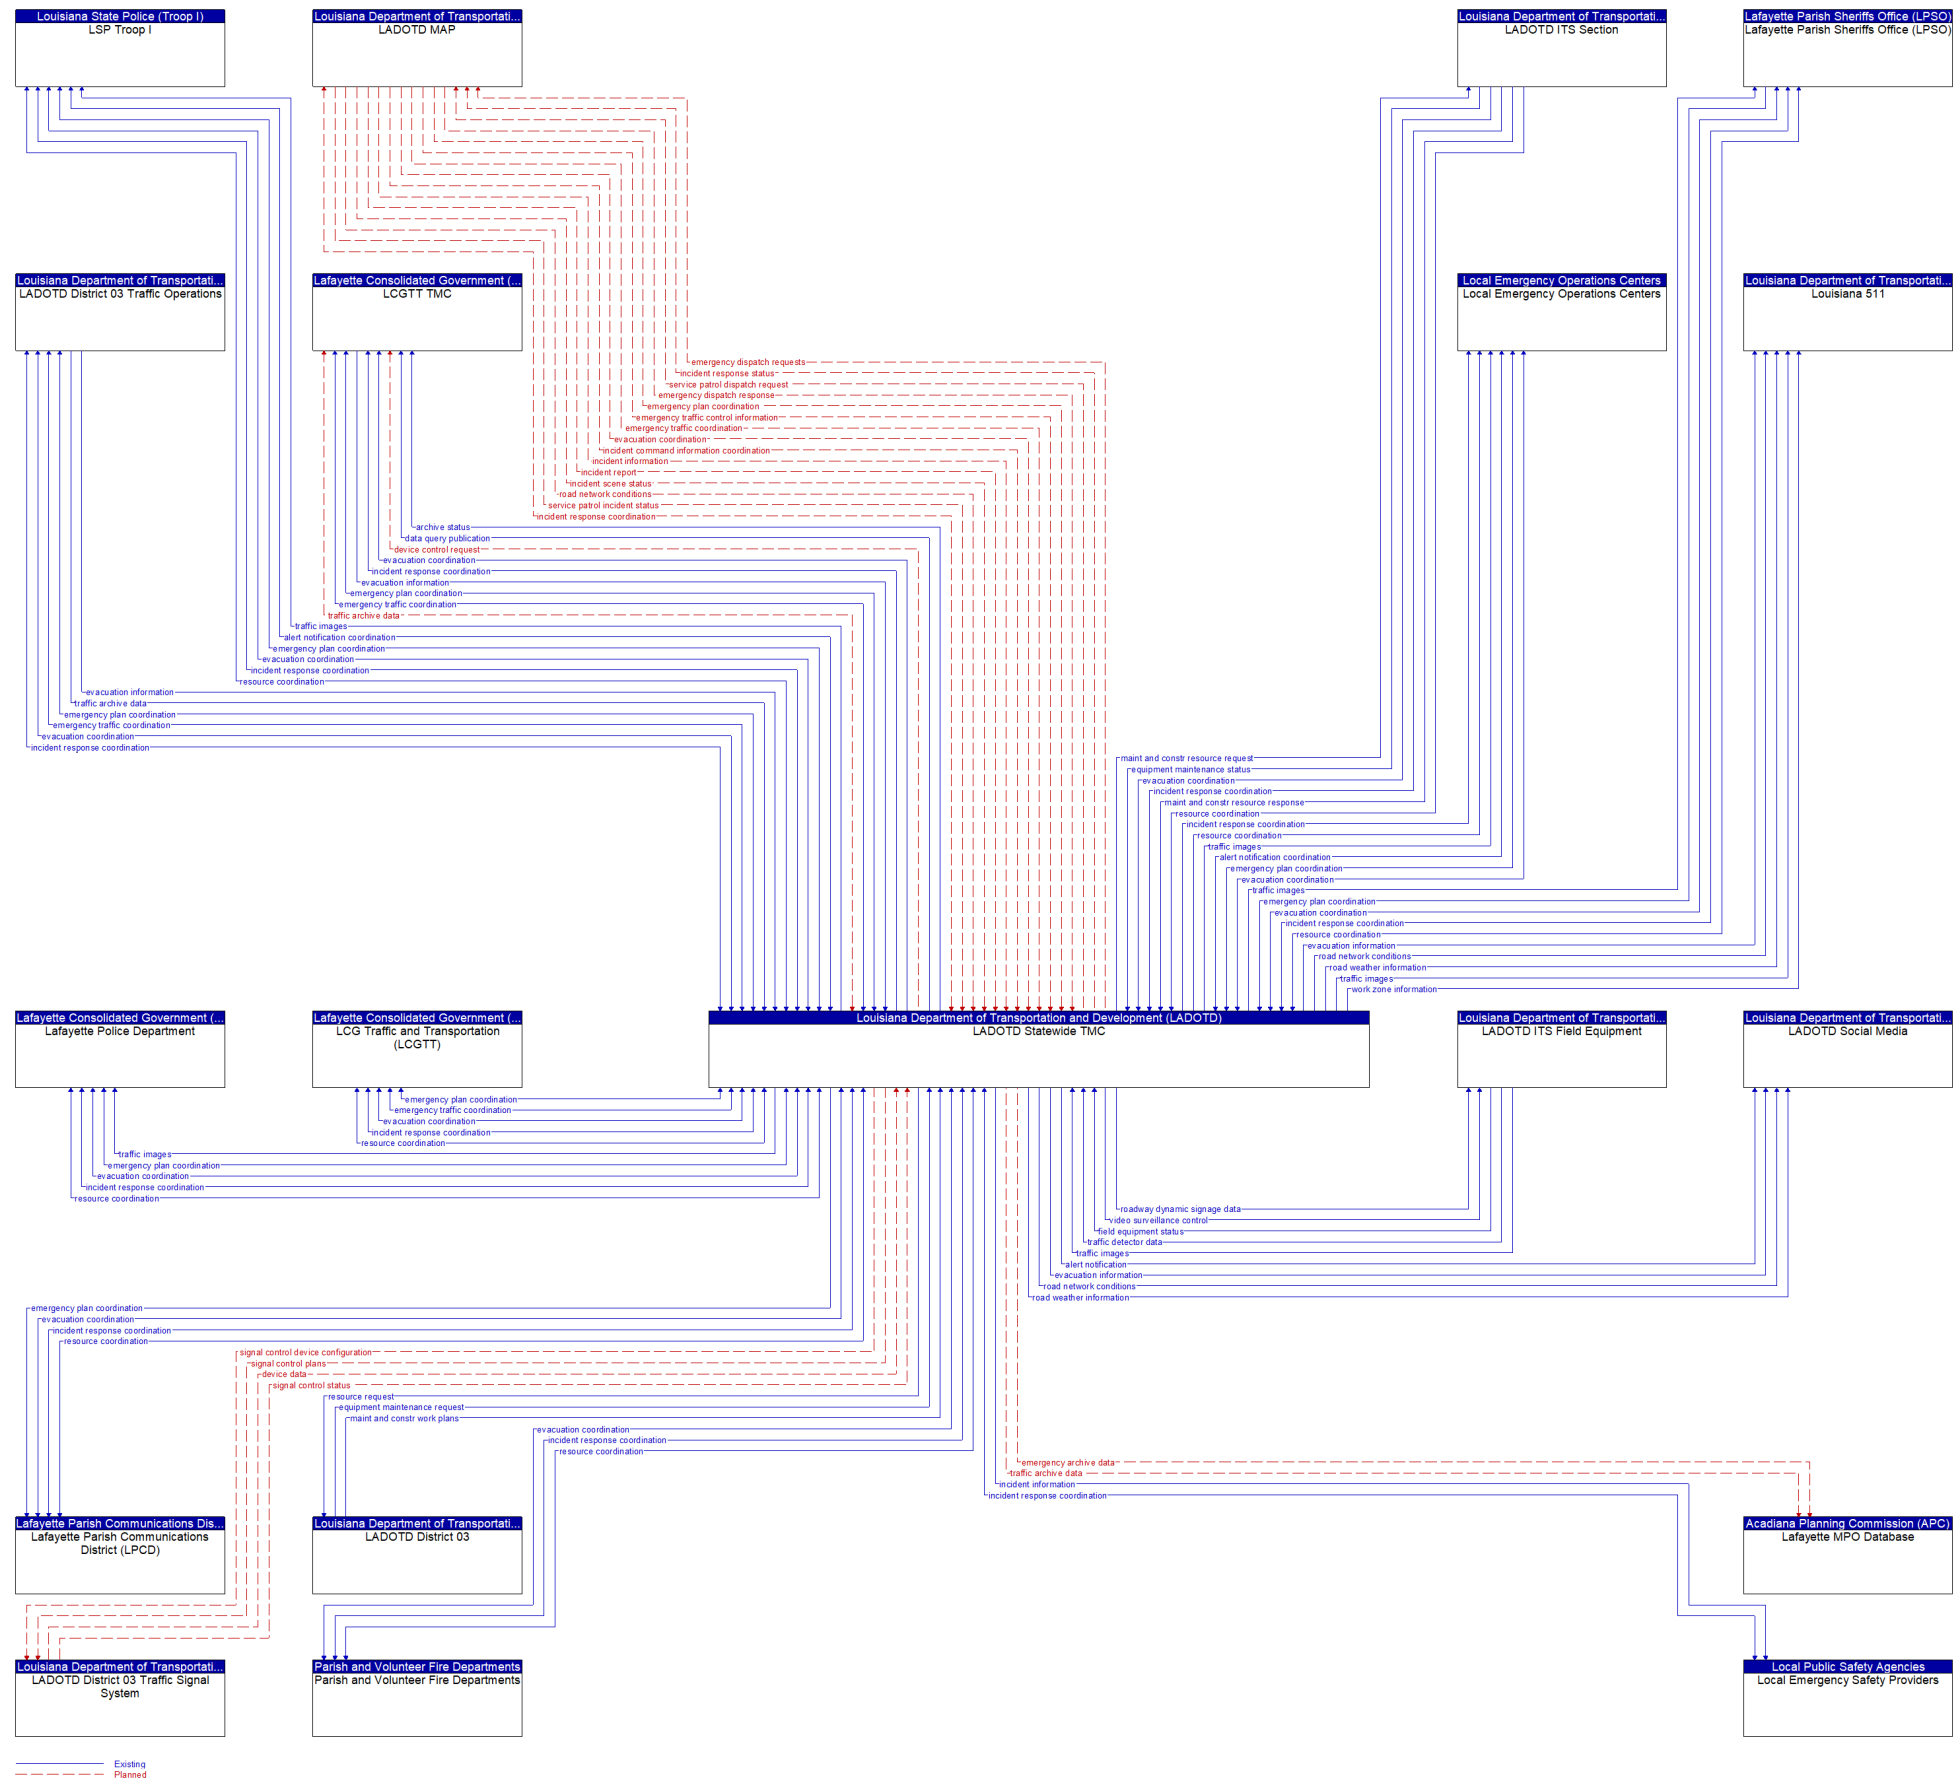 Louisiana State Police (Troop I)
LSP Troop I
Louisiana Department of Transportati...
LADOTD MAP
Louisiana Department of Transportati...
LADOTD ITS Section
Lafayette Parish Sheriffs Office (LPSO)
Lafayette Parish Sheriffs Office (LPSO)
Louisiana Department of Transportati...
LADOTD District 03 Traffic Operations
Lafayette Consolidated Government (...
LCGTT TMC
Local Emergency Operations Centers
Local Emergency Operations Centers
Louisiana Department of Transportati...
Louisiana 511
emergency dispatch requests
incident response status
service patrol dispatch request
emergency dispatch response
emergency plan coordination
emergency traffic control information
emergency traffic coordination
evacuation coordination
incident command information coordination
incident information
incident report
incident scene status
road network conditions
service patrol incident status
incident response coordination
archive status
data query publication
device control request
evacuation coordination
incident response coordination
evacuation information
emergency plan coordination
emergency traffic coordination
traffic archive data
traffic images
alert notification coordination
emergency plan coordination
evacuation coordination
incident response coordination
resource coordination
evacuation information
traffic archive data
emergency plan coordination
emergency traffic coordination
evacuation coordination
incident response coordination
maint and constr resource request
equipment maintenance status
evacuation coordination
incident response coordination
maint and constr resource response
resource coordination
incident response coordination
resource coordination
traffic images
alert notification coordination
emergency plan coordination
evacuation coordination
traffic images
emergency plan coordination
evacuation coordination
incident response coordination
resource coordination
evacuation information
road network conditions
road weather information
traffic images
work zone information
Lafayette Consolidated Government (...
Lafayette Police Department
Lafayette Consolidated Government (...
LCG Traffic and Transportation
(LCGTT)
Louisiana Department of Transportation and Development (LADOTD)
LADOTD Statewide TMC
Louisiana Department of Transportati...
LADOTD ITS Field Equipment
Louisiana Department of Transportati...
LADOTD Social Media
emergency plan coordination
emergency traffic coordination
evacuation coordination
incident response coordination
resource coordination
traffic images
emergency plan coordination
evacuation coordination
incident response coordination
resource coordination
roadway dynamic signage data
video surveillance control
field equipment status
traffic detector data
traffic images
alert notification
evacuation information
road network conditions
road weather information
emergency plan coordination
evacuation coordination
incident response coordination
resource coordination
signal control device configuration
signal control plans
device data
signal control status
resource request
equipment maintenance request
maint and constr work plans
evacuation coordination
incident response coordination
resource coordination
emergency archive data
traffic archive data
incident information
incident response coordination
Lafayette Parish Communications Dis...
Lafayette Parish Communications
District (LPCD)
Louisiana Department of Transportati...
LADOTD District 03
Acadiana Planning Commission (APC)
Lafayette MPO Database
Louisiana Department of Transportati...
LADOTD District 03 Traffic Signal
System
Parish and Volunteer Fire Departments
Parish and Volunteer Fire Departments
Local Public Safety Agencies
Local Emergency Safety Providers
Existing
Planned